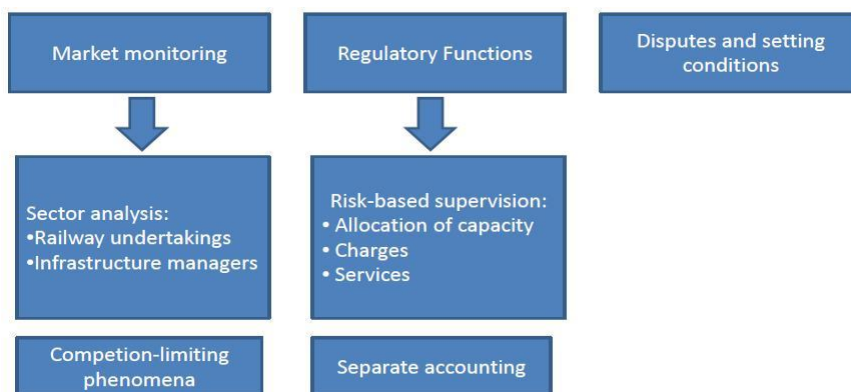 Market monitoring
Regulatory Functions
Disputes and setting
conditions
Sector analysis:
•Railway undertakings
•Infrastructure managers
Risk-based supervision:
• Allocation of capacity
• Charges
• Services
Competion-limiting
phenomena
Separate accounting